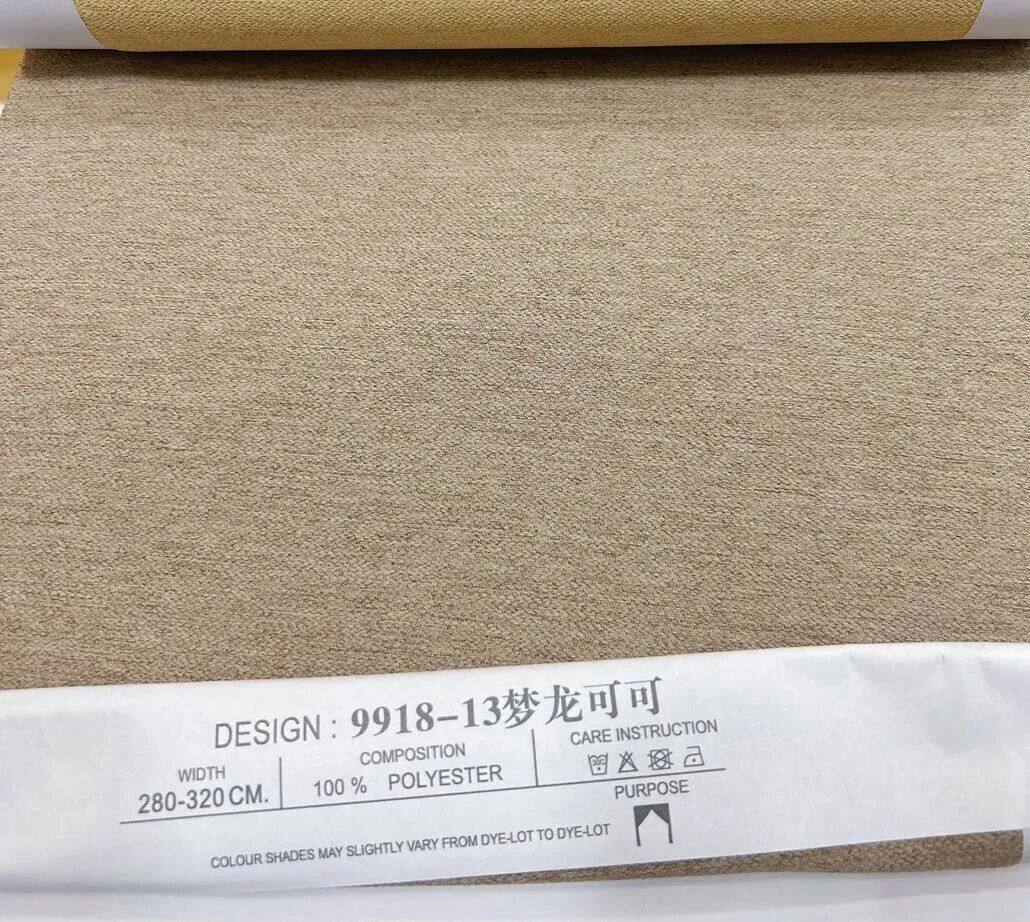 DESIGN : 9918-13梦龙可可
WIDTH
280-320 CM.
COMPOSITION
100 % POLYESTER
CARE INSTRUCTION
PURPOSE
COLOUR SHADES MAY SLIGHTLY VARY FROM DYE-LOT TO DYE-LOT